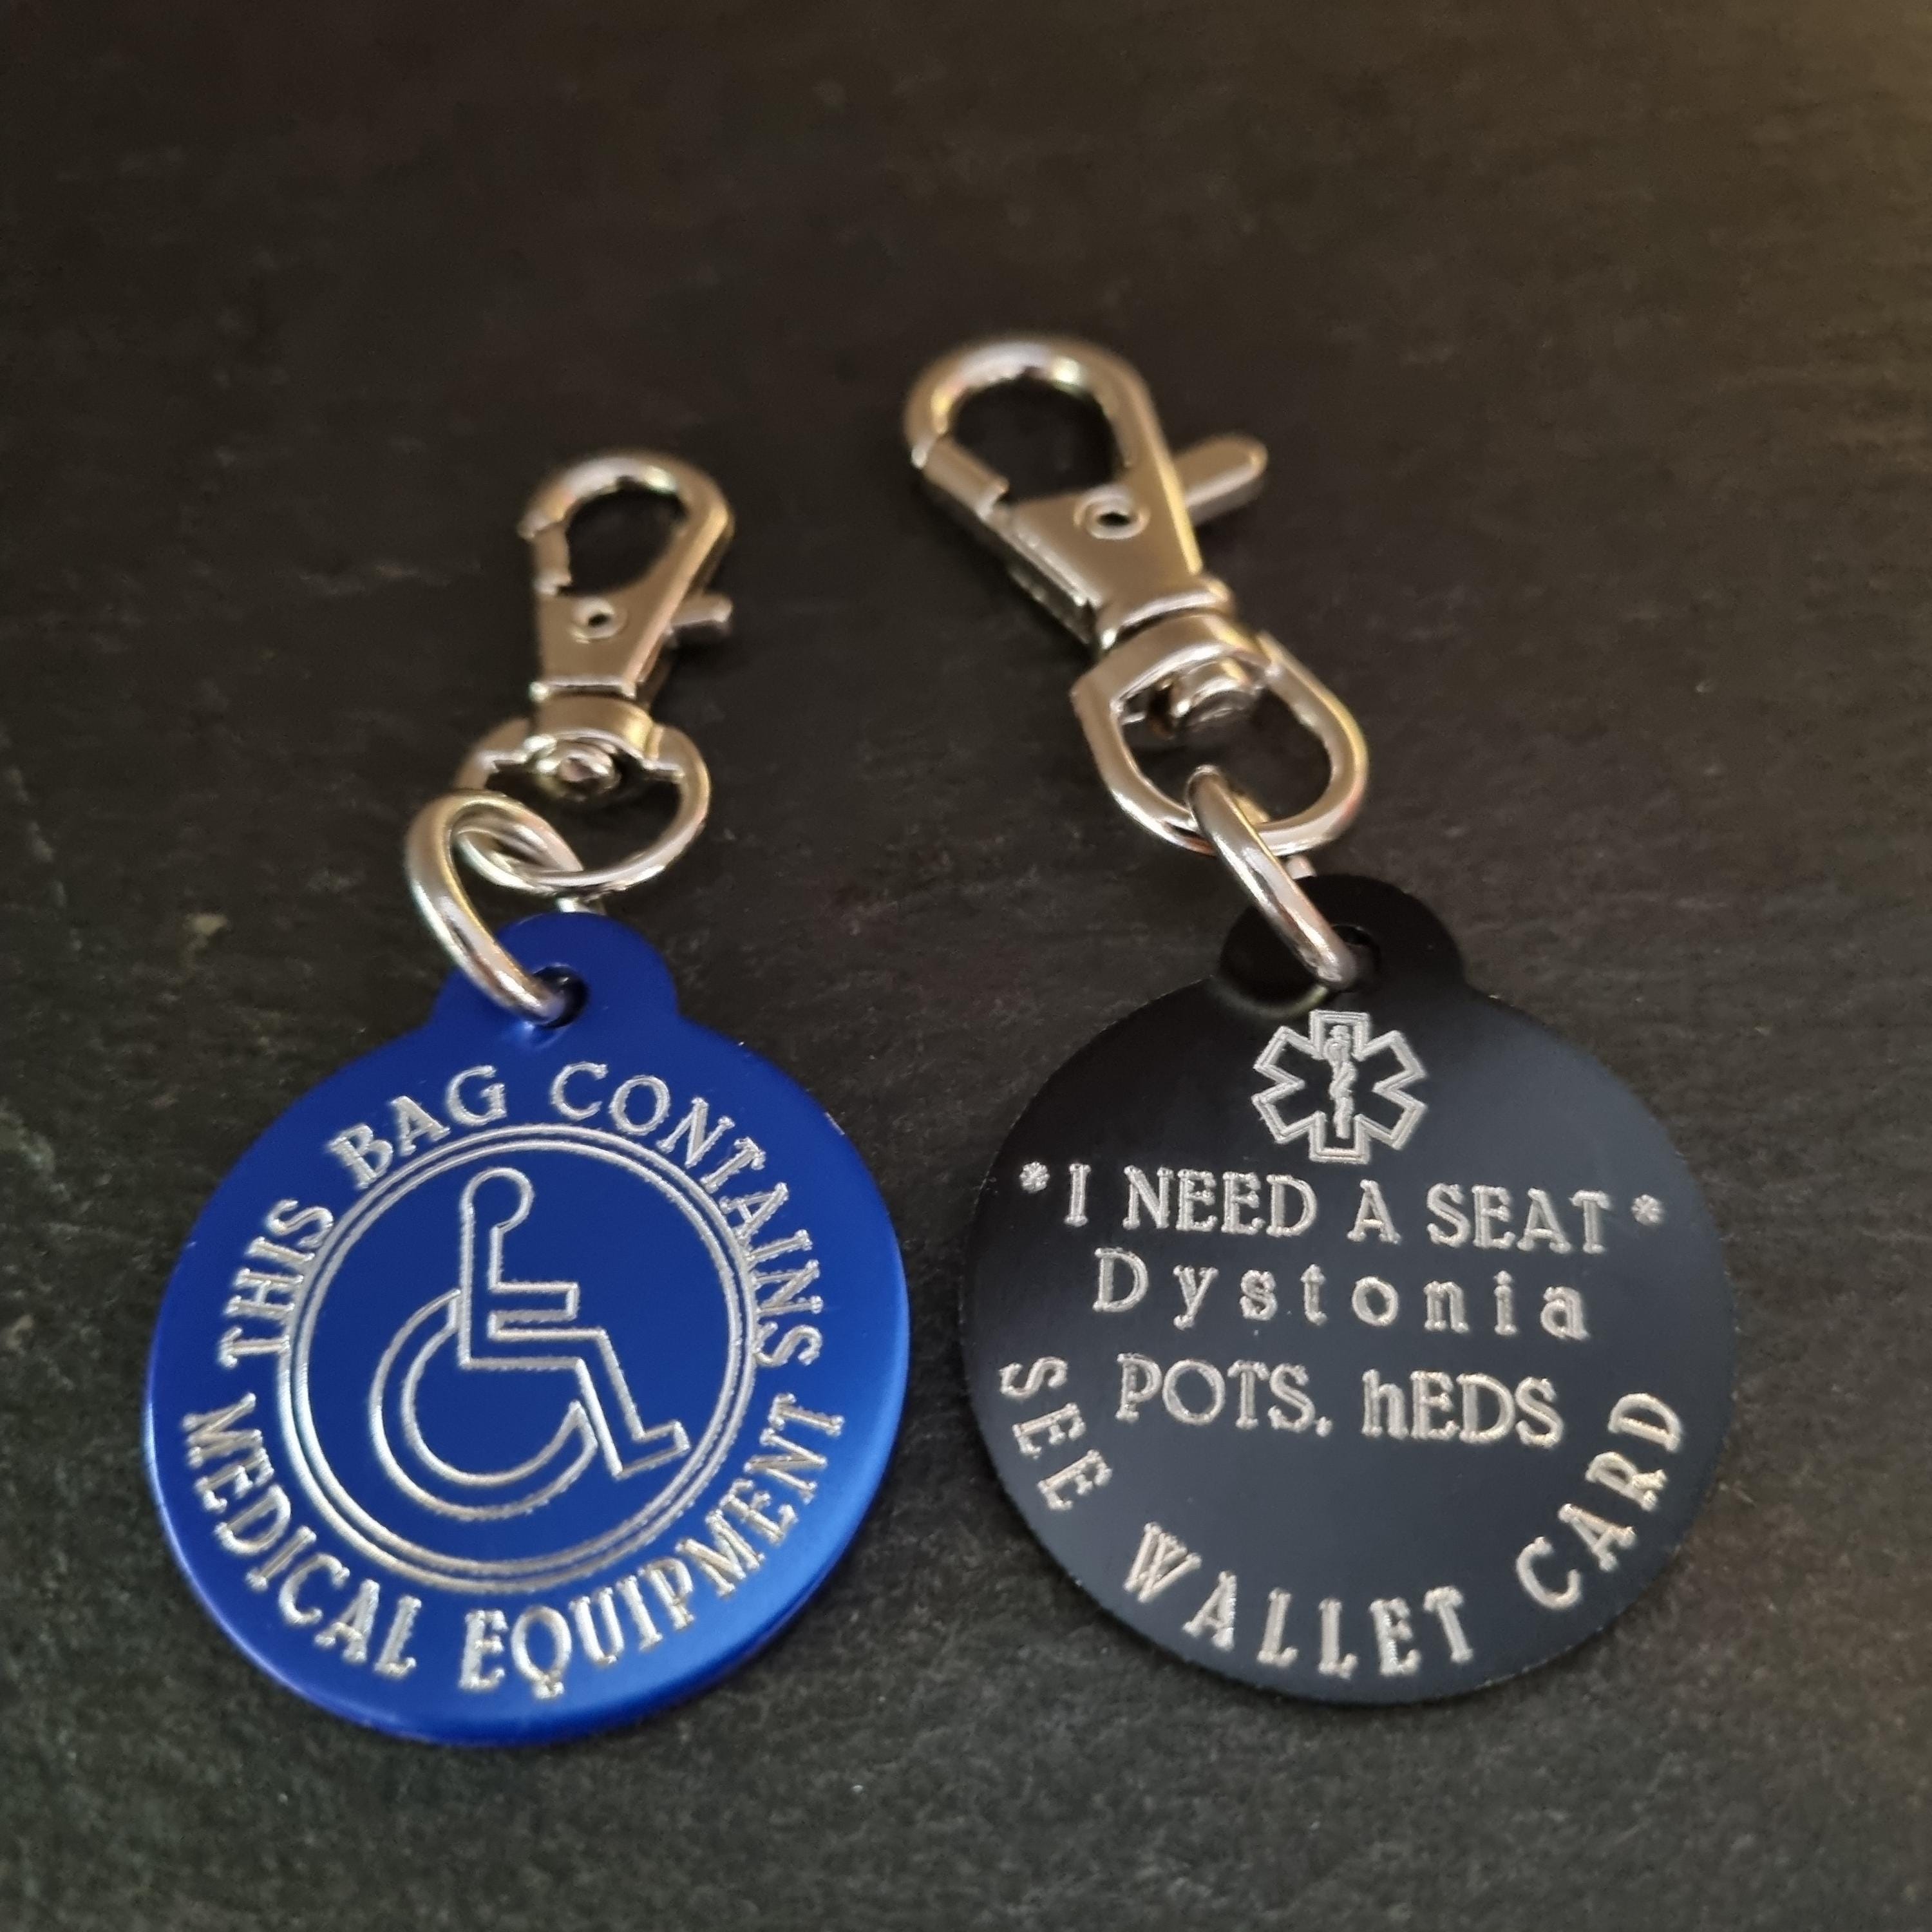 THIS BAG CONTAINS
MEDICAL EQUIPMENT
*I NEED A SEAT*
Dystonia
POTS. hEDS
SEE WALLET CARD